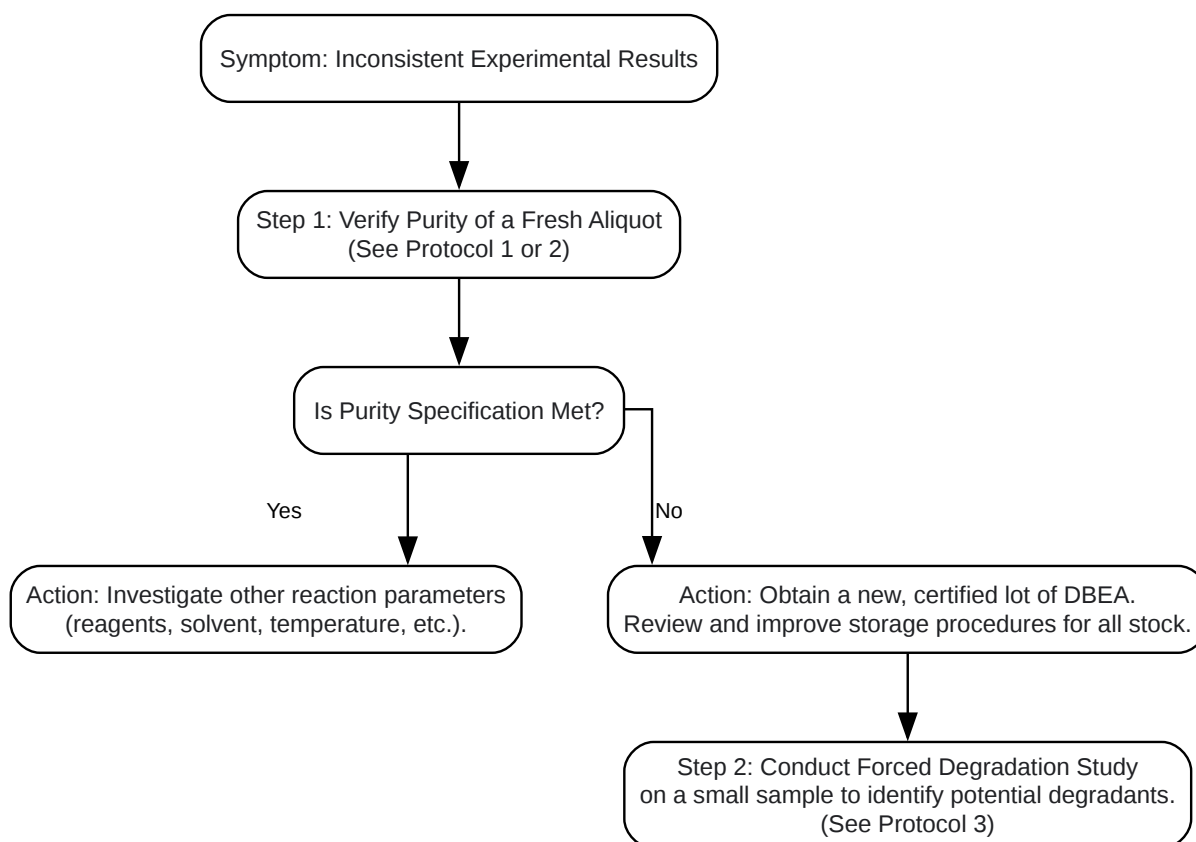 Symptom: Inconsistent Experimental Results
Step 1: Verify Purity of a Fresh Aliquot
(See Protocol 1 or 2)
Is Purity Specification Met?
Yes
No
Action: Investigate other reaction parameters
(reagents, solvent, temperature, etc.).
Action: Obtain a new, certified lot of DBEA.
Review and improve storage procedures for all stock.
Step 2: Conduct Forced Degradation Study
on a small sample to identify potential degradants.
(See Protocol 3)